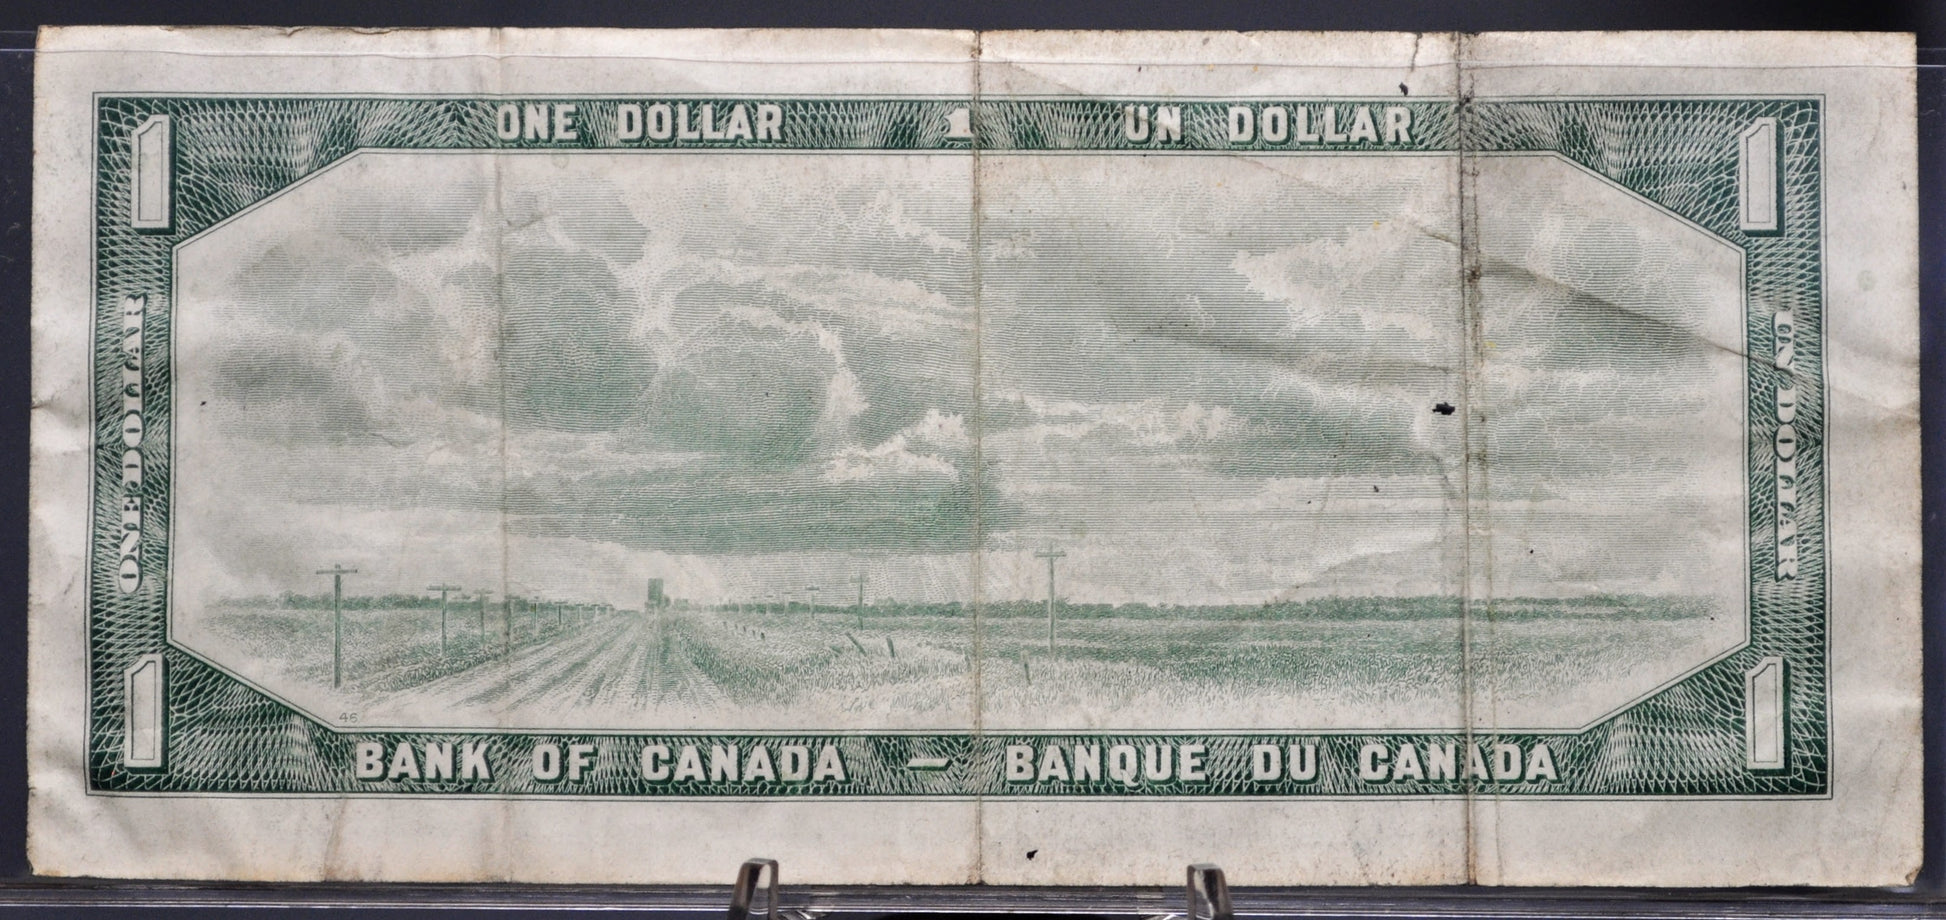 ONE DOLLAR 1 UN DOLLAR
1
1
ONE DOLLAR
UN DOLLAR
1
1
46
BANK OF CANADA — BANQUE DU CANADA